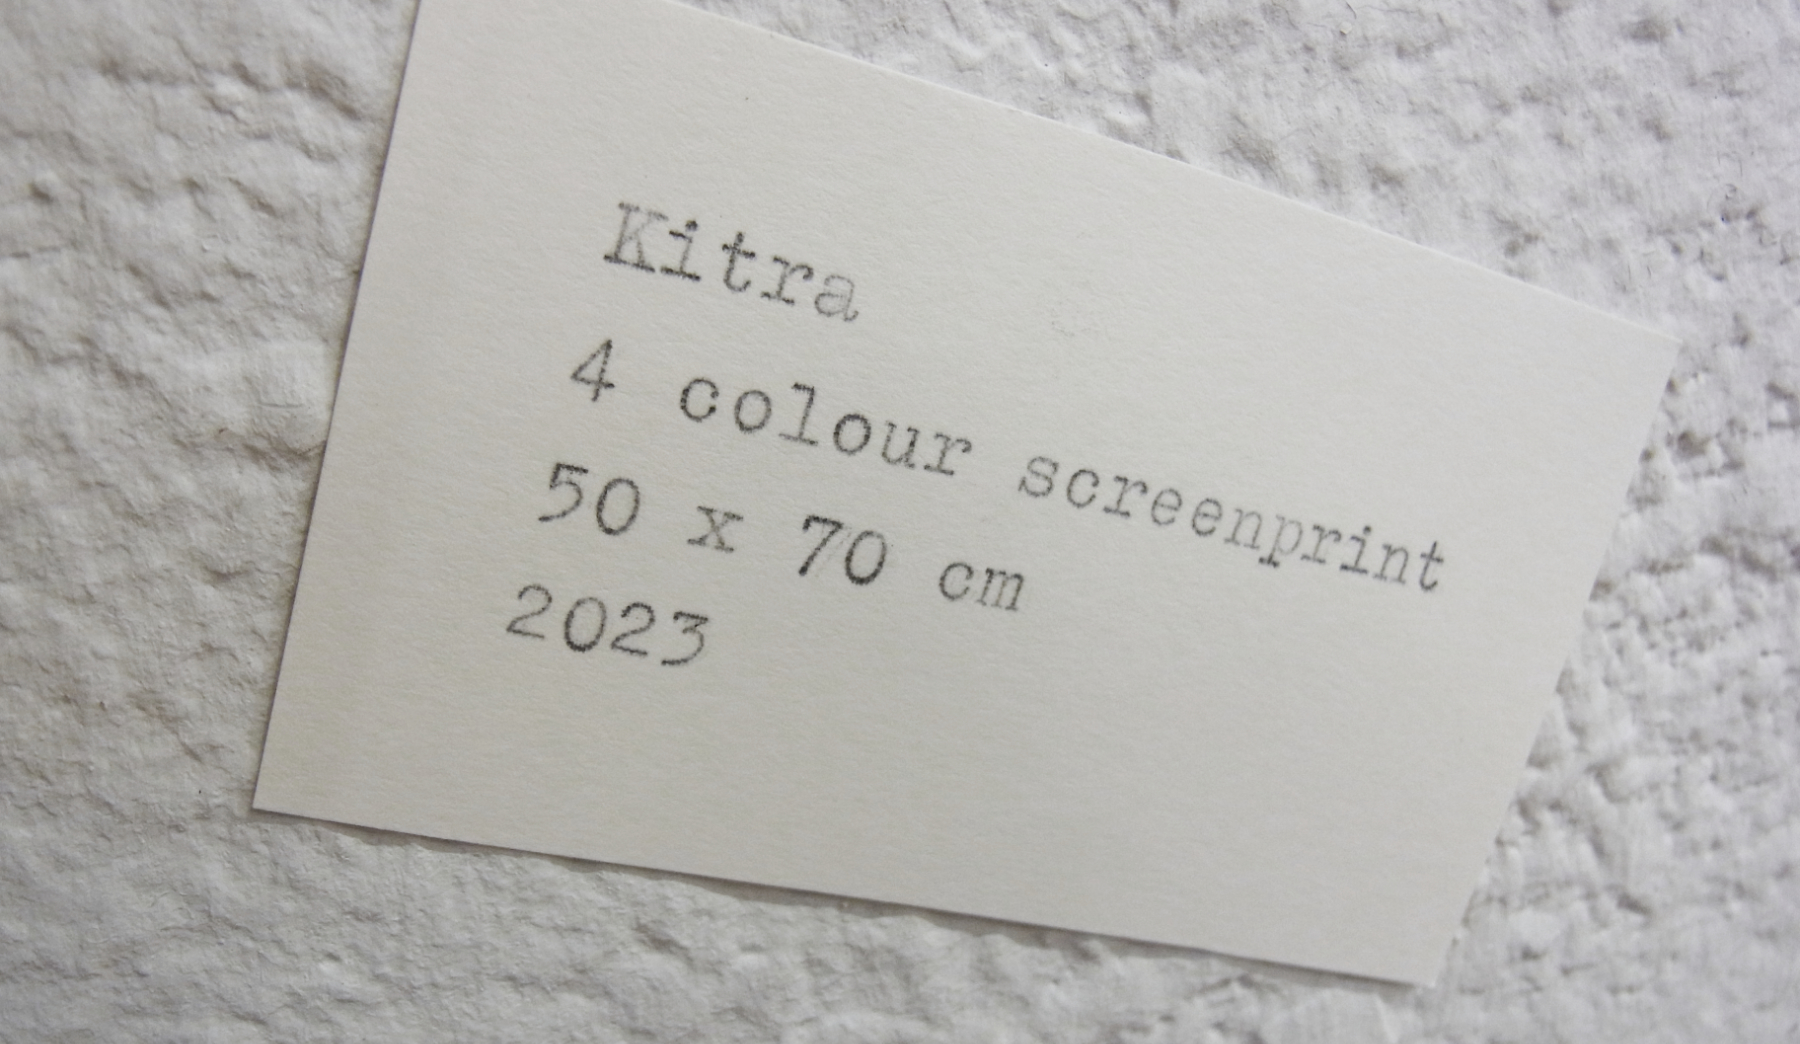 Kitra
4 colour screenprint
50 x 70 cm
2023